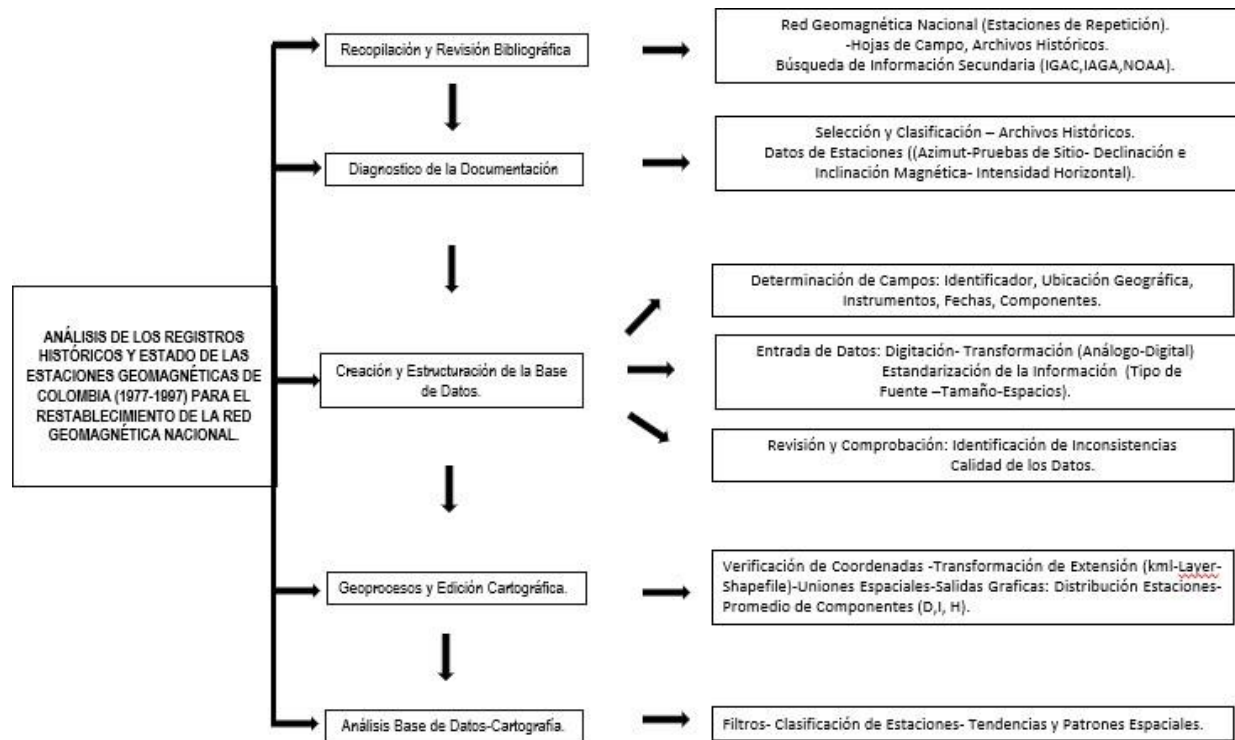 ANÁLISIS DE LOS REGISTROS
HISTÓRICOS Y ESTADO DE LAS
ESTACIONES GEOMAGNÉTICAS DE
COLOMBIA (1977-1997) PARA EL
RESTABLECIMIENTO DE LA RED
GEOMAGNÉTICA NACIONAL.
Recopilación y Revisión Bibliográfica
Red Geomagnética Nacional (Estaciones de Repetición).
-Hojas de Campo, Archivos Históricos.
Búsqueda de Información Secundaria (IGAC,IAGA,NOAA).
Diagnostico de la Documentación
Selección y Clasificación – Archivos Históricos.
Datos de Estaciones ((Azimut-Pruebas de Sitio- Declinación e
Inclinación Magnética- Intensidad Horizontal).
Creación y Estructuración de la Base
de Datos.
Determinación de Campos: Identificador, Ubicación Geográfica,
Instrumentos, Fechas, Componentes.
Entrada de Datos: Digitación- Transformación (Análogo-Digital)
Estandarización de la Información (Tipo de
Fuente –Tamaño-Espacios).
Revisión y Comprobación: Identificación de Inconsistencias
Calidad de los Datos.
Geoprocesos y Edición Cartográfica.
Verificación de Coordenadas -Transformación de Extensión (kml-Layer-
Shapefile)-Uniones Espaciales-Salidas Graficas: Distribución Estaciones-
Promedio de Componentes (D,I, H).
Análisis Base de Datos-Cartografía.
Filtros- Clasificación de Estaciones- Tendencias y Patrones Espaciales.